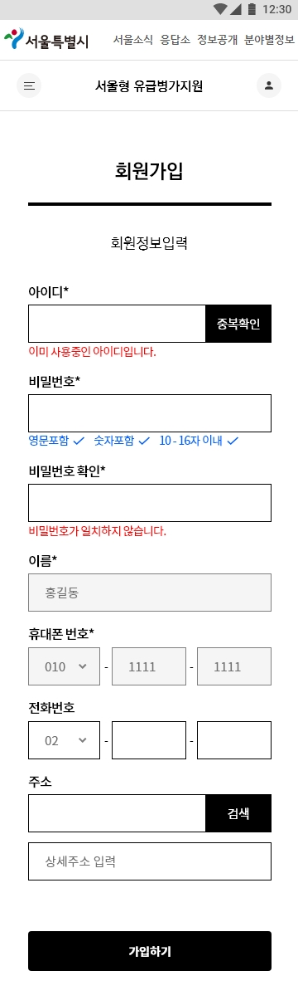 12:30
서울특별시 서울소식 응답소 정보공개 분야별정보
서울형 유급병가지원
회원가입
회원정보입력
아이디*
중복확인
이미 사용중인 아이디입니다.
비밀번호*
영문포함 숫자포함 10 - 16자 이내
비밀번호 확인*
비밀번호가 일치하지 않습니다.
이름*
홍길동
휴대폰 번호*
010 - 1111 - 1111
전화번호
02 - -
주소
검색
상세주소 입력
가입하기